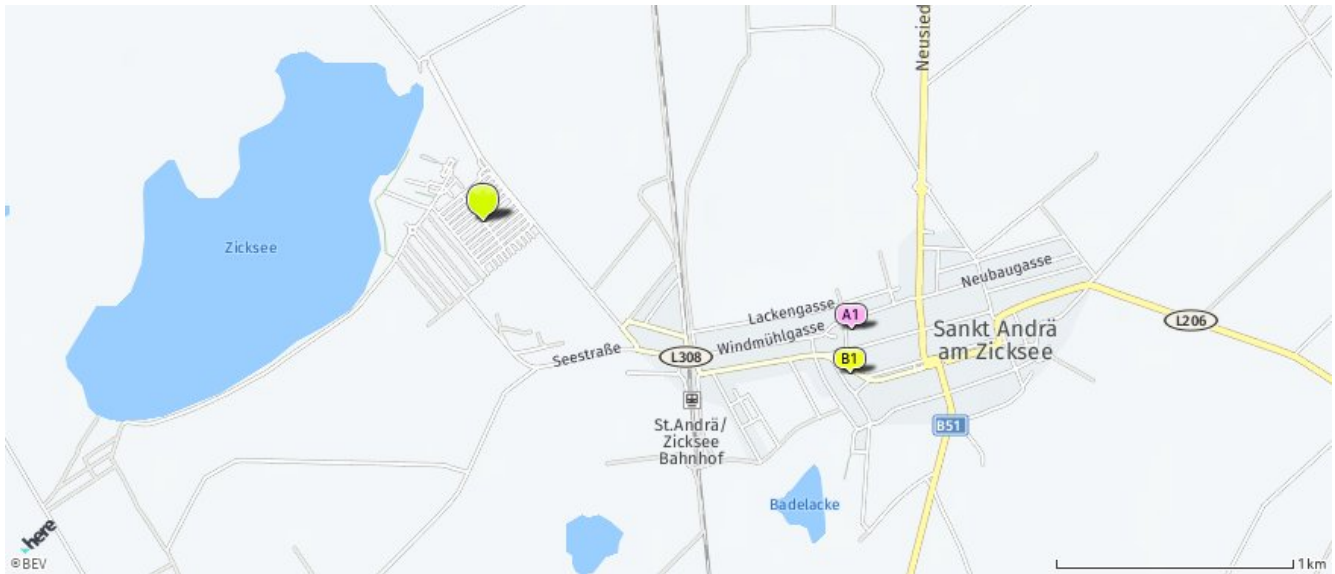 Neusied
Zicksee
Neubaugasse
Lackengasse
A1
Windmühlgasse
L206
Sankt Andrä
am Zicksee
Seestraße
L308
B1
St.Andrä/
Zicksee
Bahnhof
B51
Badelacke
here
©BEV
1km